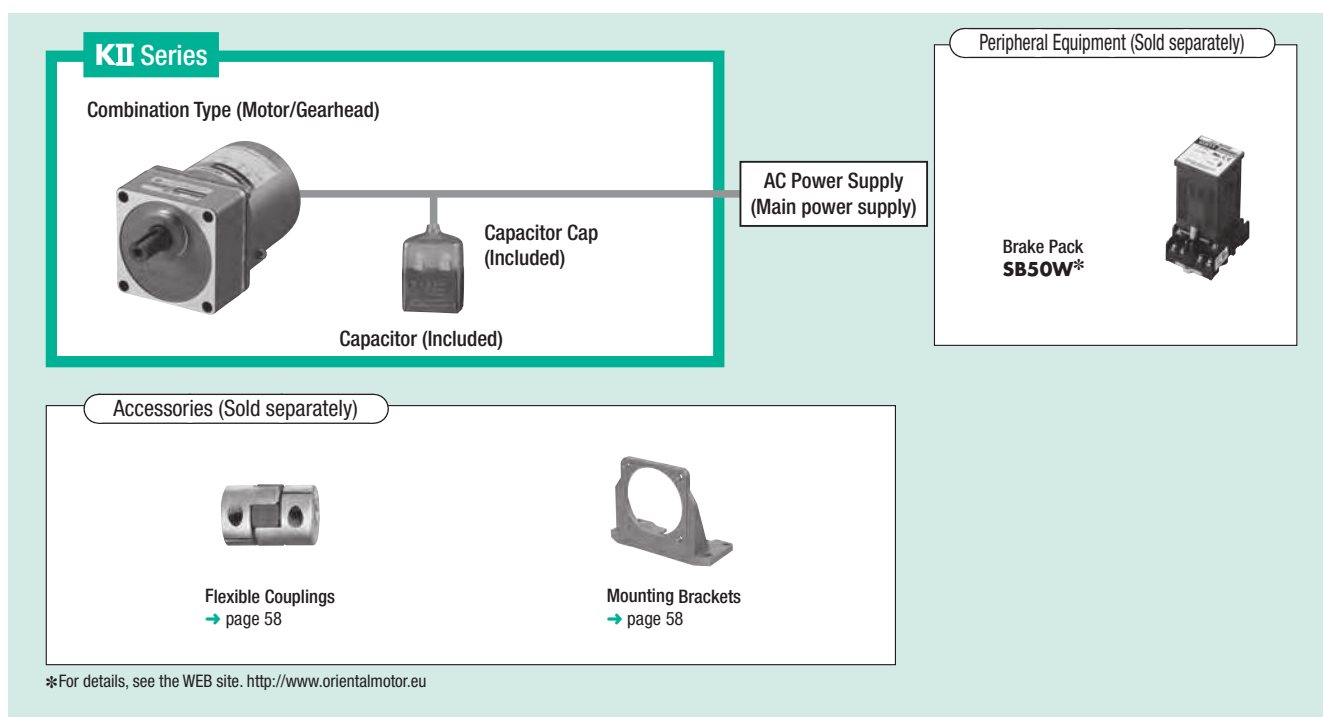 KII Series
Combination Type (Motor/Gearhead)
Capacitor Cap
(Included)
Capacitor (Included)
AC Power Supply
(Main power supply)
Peripheral Equipment (Sold separately)
Brake Pack
SB50W*
Accessories (Sold separately)
Flexible Couplings
➜ page 58
Mounting Brackets
➜ page 58
*For details, see the WEB site. http://www.orientalmotor.eu